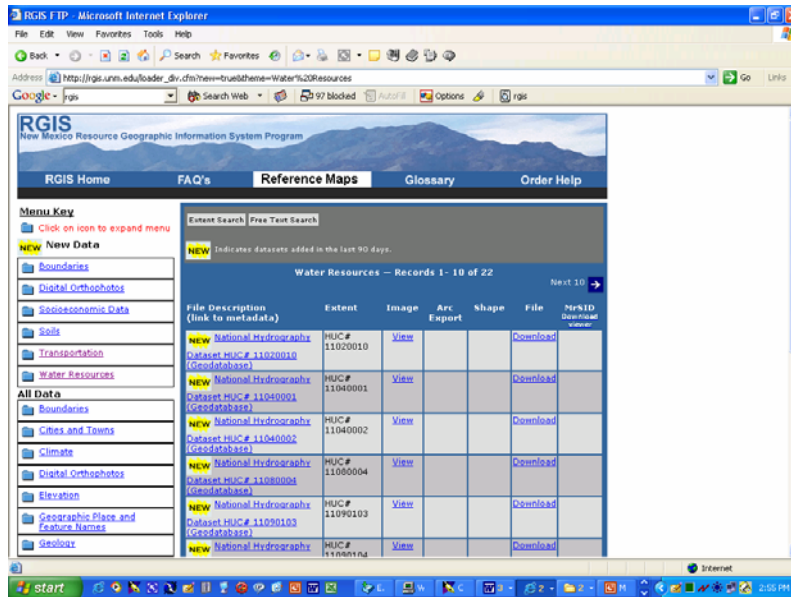 RGIS FTP - Microsoft Internet Explorer
File Edit View Favorites Tools Help
Back Search Favorites
Address http://rgis.unm.edu/loader_div.cfm?new=true&theme=Water%20Resources Go Links
Google - rgis Search Web 97 blocked AutoFill Options rgis
RGIS
New Mexico Resource Geographic Information System Program
RGIS Home FAQ's Reference Maps Glossary Order Help
Menu Key
Click on icon to expand menu
NEW New Data
Boundaries
Digital Orthophotos
Socioeconomic Data
Soils
Transportation
Water Resources
All Data
Boundaries
Cities and Towns
Climate
Digital Orthophotos
Elevation
Geographic Place and
Feature Names
Geology
Extent Search Free Text Search
NEW Indicates datasets added in the last 90 days.
Water Resources — Records 1- 10 of 22
Next 10
File Description Extent Image Arc Shape File MrSID
(link to metadata) Export Download
viewer
NEW National Hydrography HUC# View Download
11020010
Dataset HUC# 11020010
(Geodatabase)
NEW National Hydrography HUC# View Download
11040001
Dataset HUC# 11040001
(Geodatabase)
NEW National Hydrography HUC# View Download
11040002
Dataset HUC# 11040002
(Geodatabase)
NEW National Hydrography HUC# View Download
11080004
Dataset HUC# 11080004
(Geodatabase)
NEW National Hydrography HUC# View Download
11090103
Dataset HUC# 11090103
(Geodatabase)
NEW National Hydrography HUC# View Download
11090104
Internet
start 2:55 PM